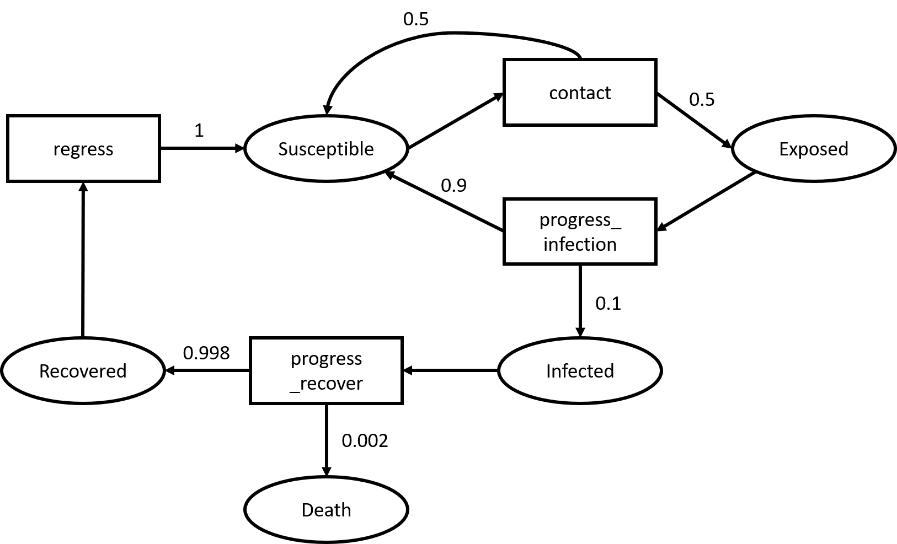 0.5
contact
0.5
regress
1
Susceptible
Exposed
0.9
progress_
infection
0.1
Recovered
0.998
progress
_recover
Infected
0.002
Death